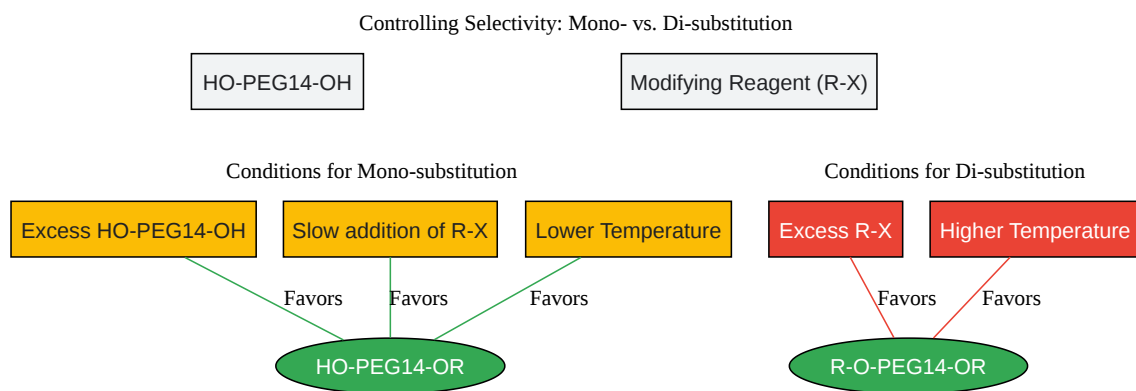 Controlling Selectivity: Mono- vs. Di-substitution
HO-PEG14-OH
Modifying Reagent (R-X)
Conditions for Mono-substitution
Conditions for Di-substitution
Excess HO-PEG14-OH
Slow addition of R-X
Lower Temperature
Excess R-X
Higher Temperature
Favors
Favors
Favors
Favors
Favors
HO-PEG14-OR
R-O-PEG14-OR